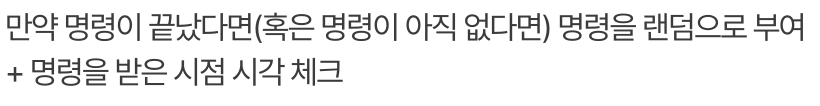 만약 명령이 끝났다면(혹은 명령이 아직 없다면) 명령을 랜덤으로 부여
+ 명령을 받은 시점 시각 체크